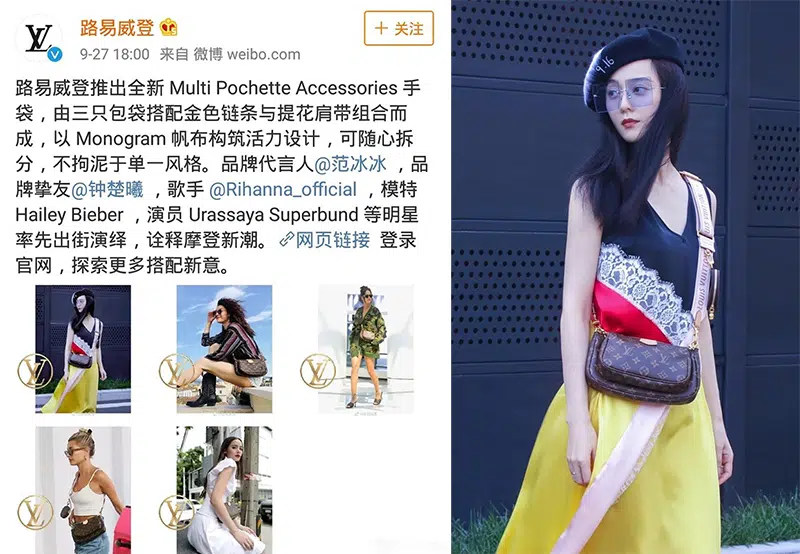 路易威登
9-27 18:00 来自 微博 weibo.com
+ 关注
路易威登推出全新 Multi Pochette Accessories 手
袋，由三只包袋搭配金色链条与提花肩带组合而
成，以 Monogram 帆布构筑活力设计，可随心拆
分，不拘泥于单一风格。品牌代言人@范冰冰 ，品
牌挚友@钟楚曦 ，歌手 @Rihanna_official ，模特
Hailey Bieber ，演员 Urassaya Superbund 等明星
率先出街演绎，诠释摩登新潮。网页链接 登录
官网，探索更多搭配新意。
9.16
LOUIS VUITTON